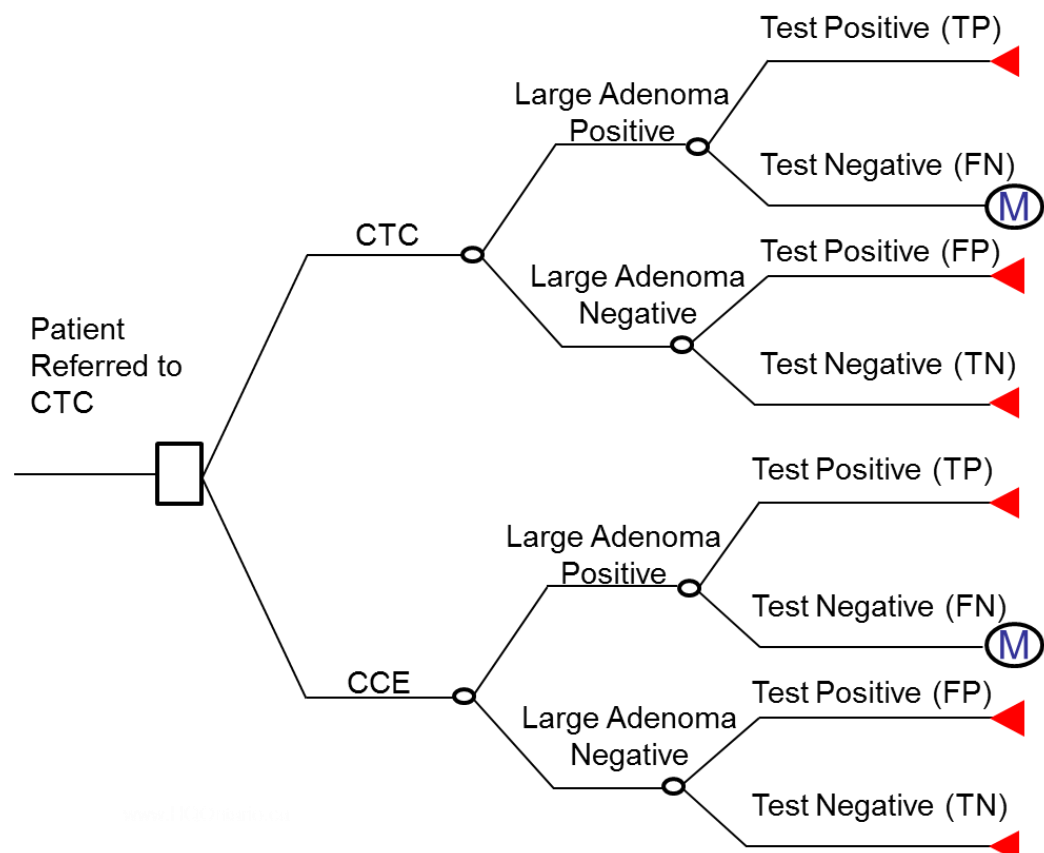 Test Positive (TP)
Large Adenoma
Positive
Test Negative (FN)
M
CTC
Test Positive (FP)
Large Adenoma
Negative
Patient
Referred to
CTC
Test Negative (TN)
Test Positive (TP)
Large Adenoma
Positive
Test Negative (FN)
M
CCE
Test Positive (FP)
Large Adenoma
Negative
Test Negative (TN)